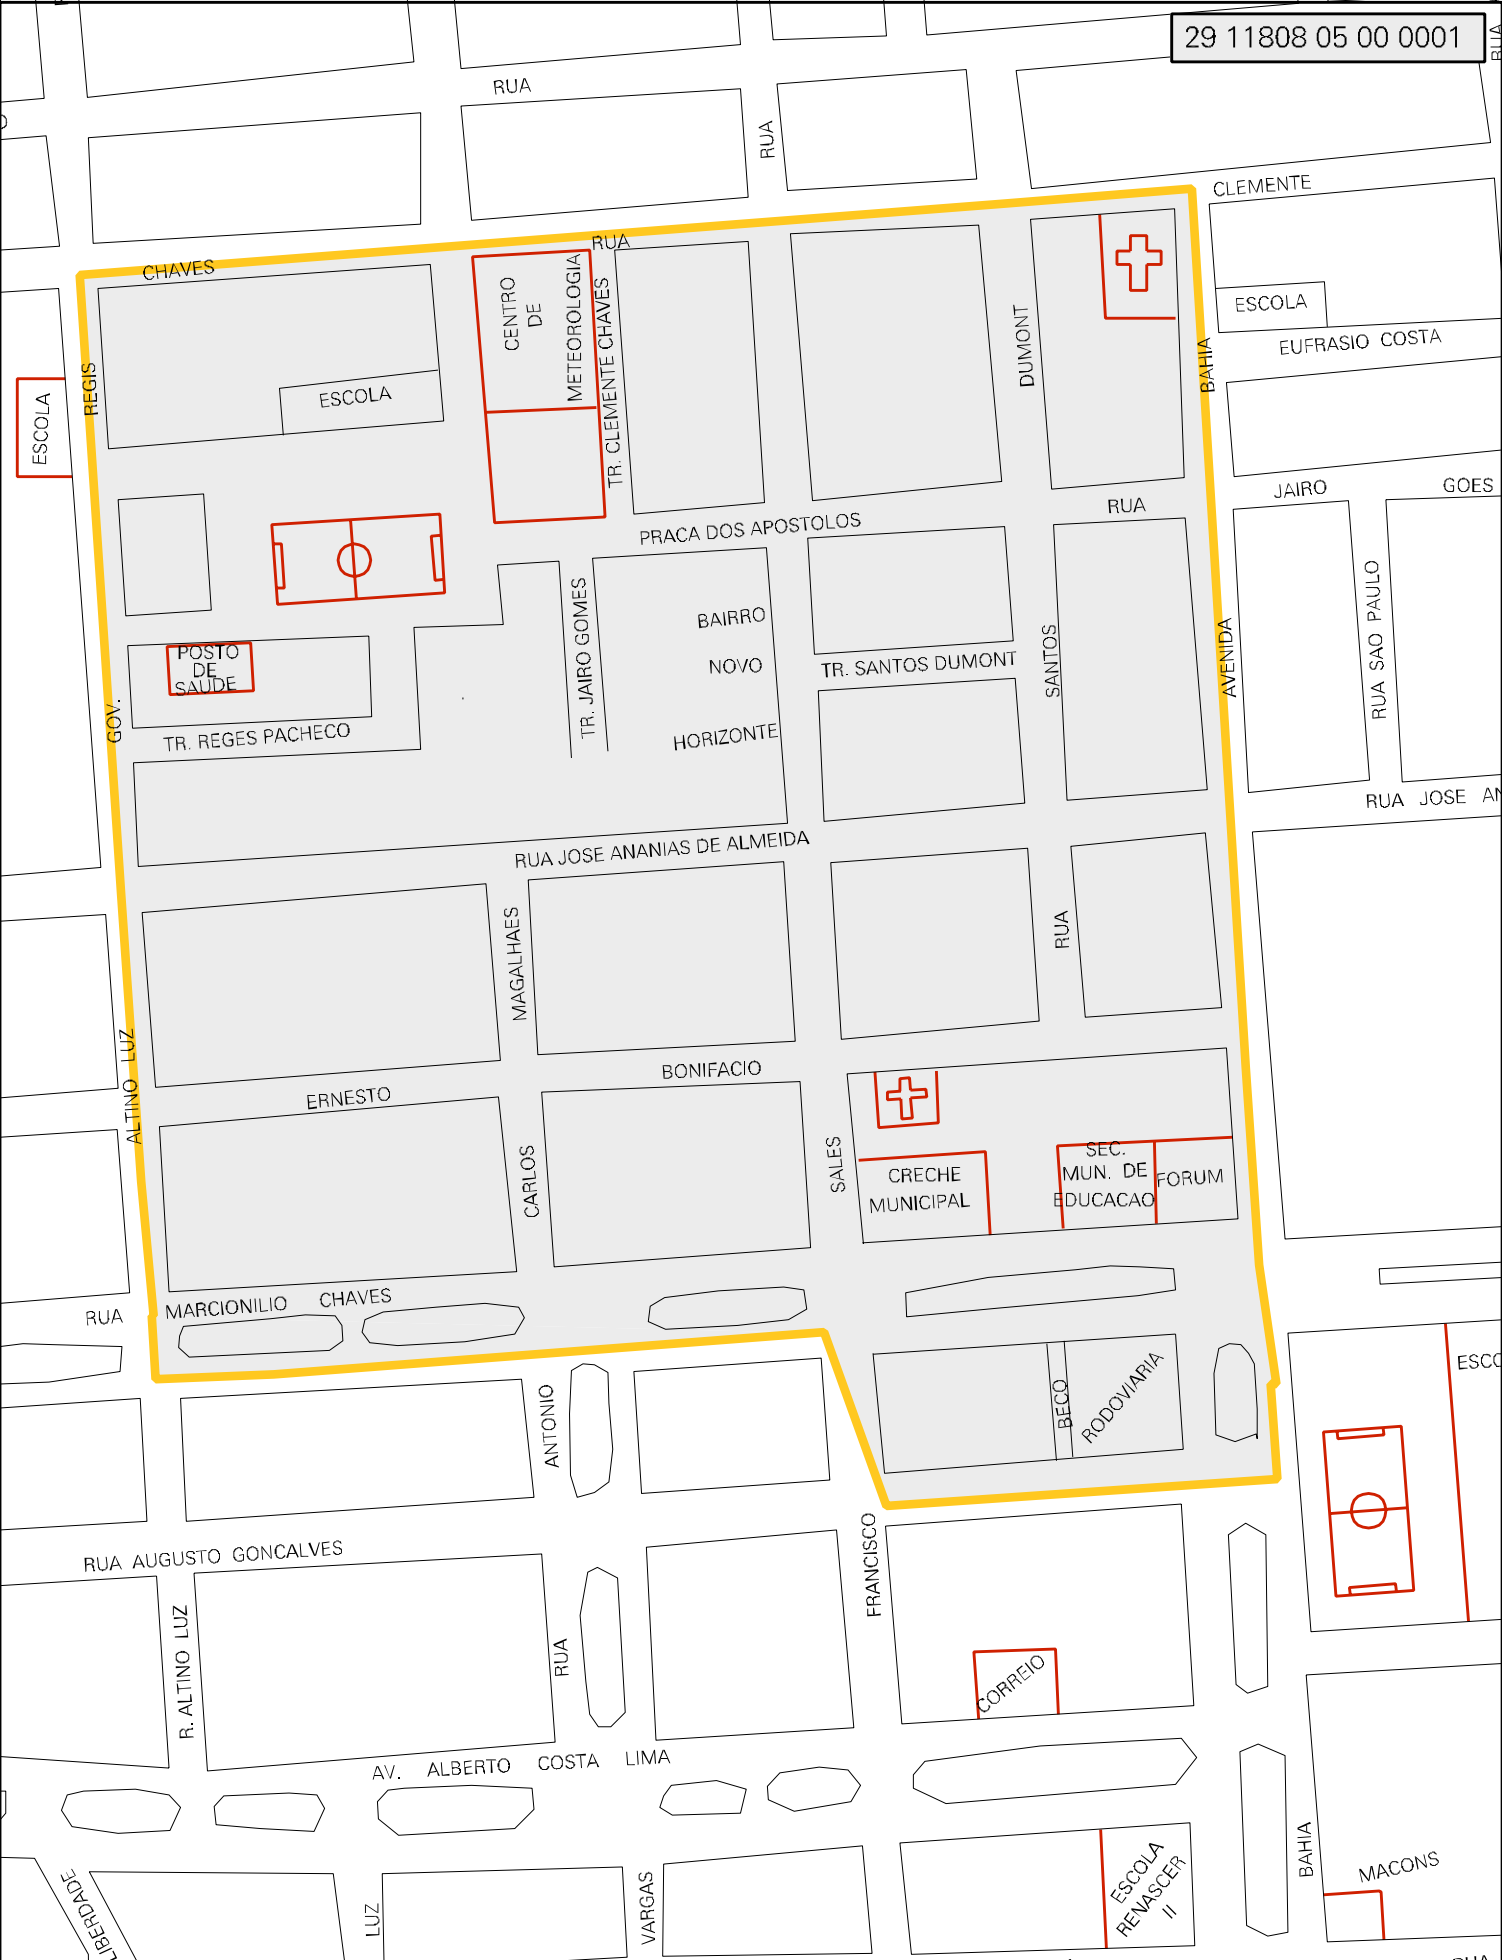 29 11808 05 00 0001
RUA
RUA
CLEMENTE
RUA
CHAVES
CENTRO
DE
METEOROLOGIA
TR. CLEMENTE CHAVES
DUMONT
BAHIA
ESCOLA
EUFRASIO COSTA
REGIS
ESCOLA
ESCOLA
JAIRO
GOES
RUA
PRACA DOS APOSTOLOS
RUA SAO PAULO
TR. JAIRO GOMES
BAIRRO
NOVO
HORIZONTE
TR. SANTOS DUMONT
SANTOS
AVENIDA
POSTO
DE
SAUDE
GOV.
TR. REGES PACHECO
RUA JOSE AN
RUA JOSE ANANIAS DE ALMEIDA
MAGALHAES
RUA
ALTINO LUZ
BONIFACIO
ERNESTO
CARLOS
SALES
CRECHE
MUNICIPAL
SEC.
MUN. DE
EDUCACAO
FORUM
RUA
MARCIONILIO CHAVES
BECO
RODOVIARIA
ESCO
ANTONIO
FRANCISCO
RUA AUGUSTO GONCALVES
R. ALTINO LUZ
RUA
CORREIO
AV. ALBERTO COSTA LIMA
BAHIA
MACONS
ESCOLA
RENASCER
II
LIBERDADE
LUZ
VARGAS
RUA